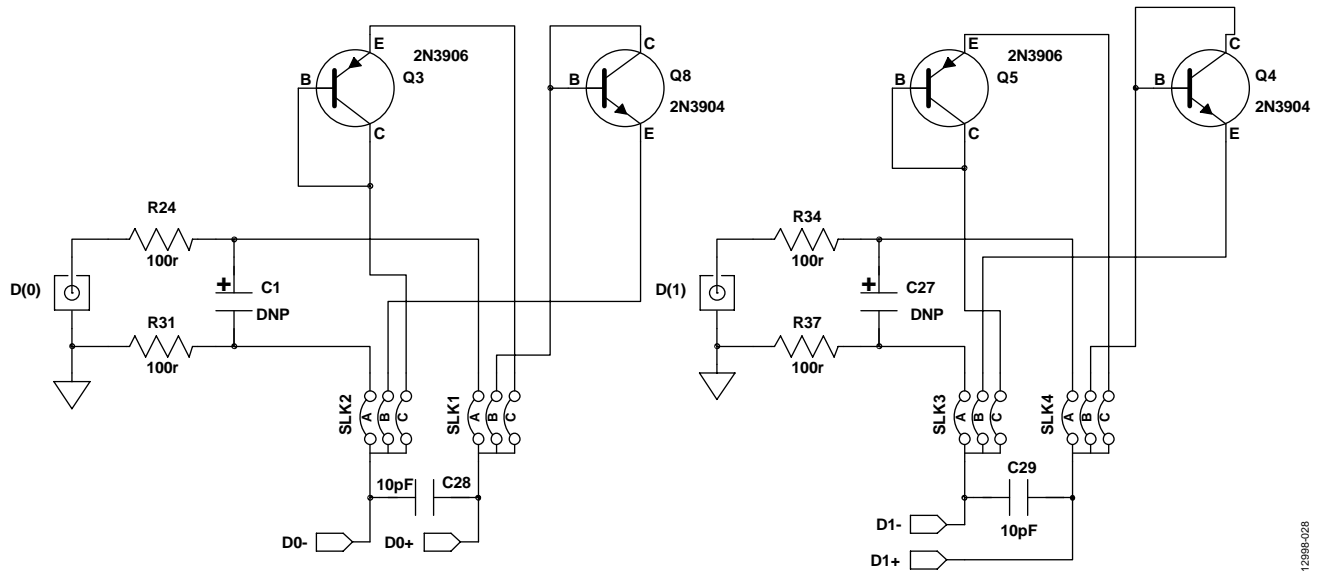 E
2N3906
Q3
B
C
C
Q8
B
2N3904
E
R24
100r
D(0)
C1
DNP
R31
100r
SLK2
A
B
C
SLK1
A
B
C
10pF
C28
D0-
D0+
E
2N3906
Q5
B
C
C
Q4
B
2N3904
E
R34
100r
D(1)
C27
DNP
R37
100r
SLK3
A
B
C
SLK4
A
B
C
C29
10pF
D1-
D1+
12998-028